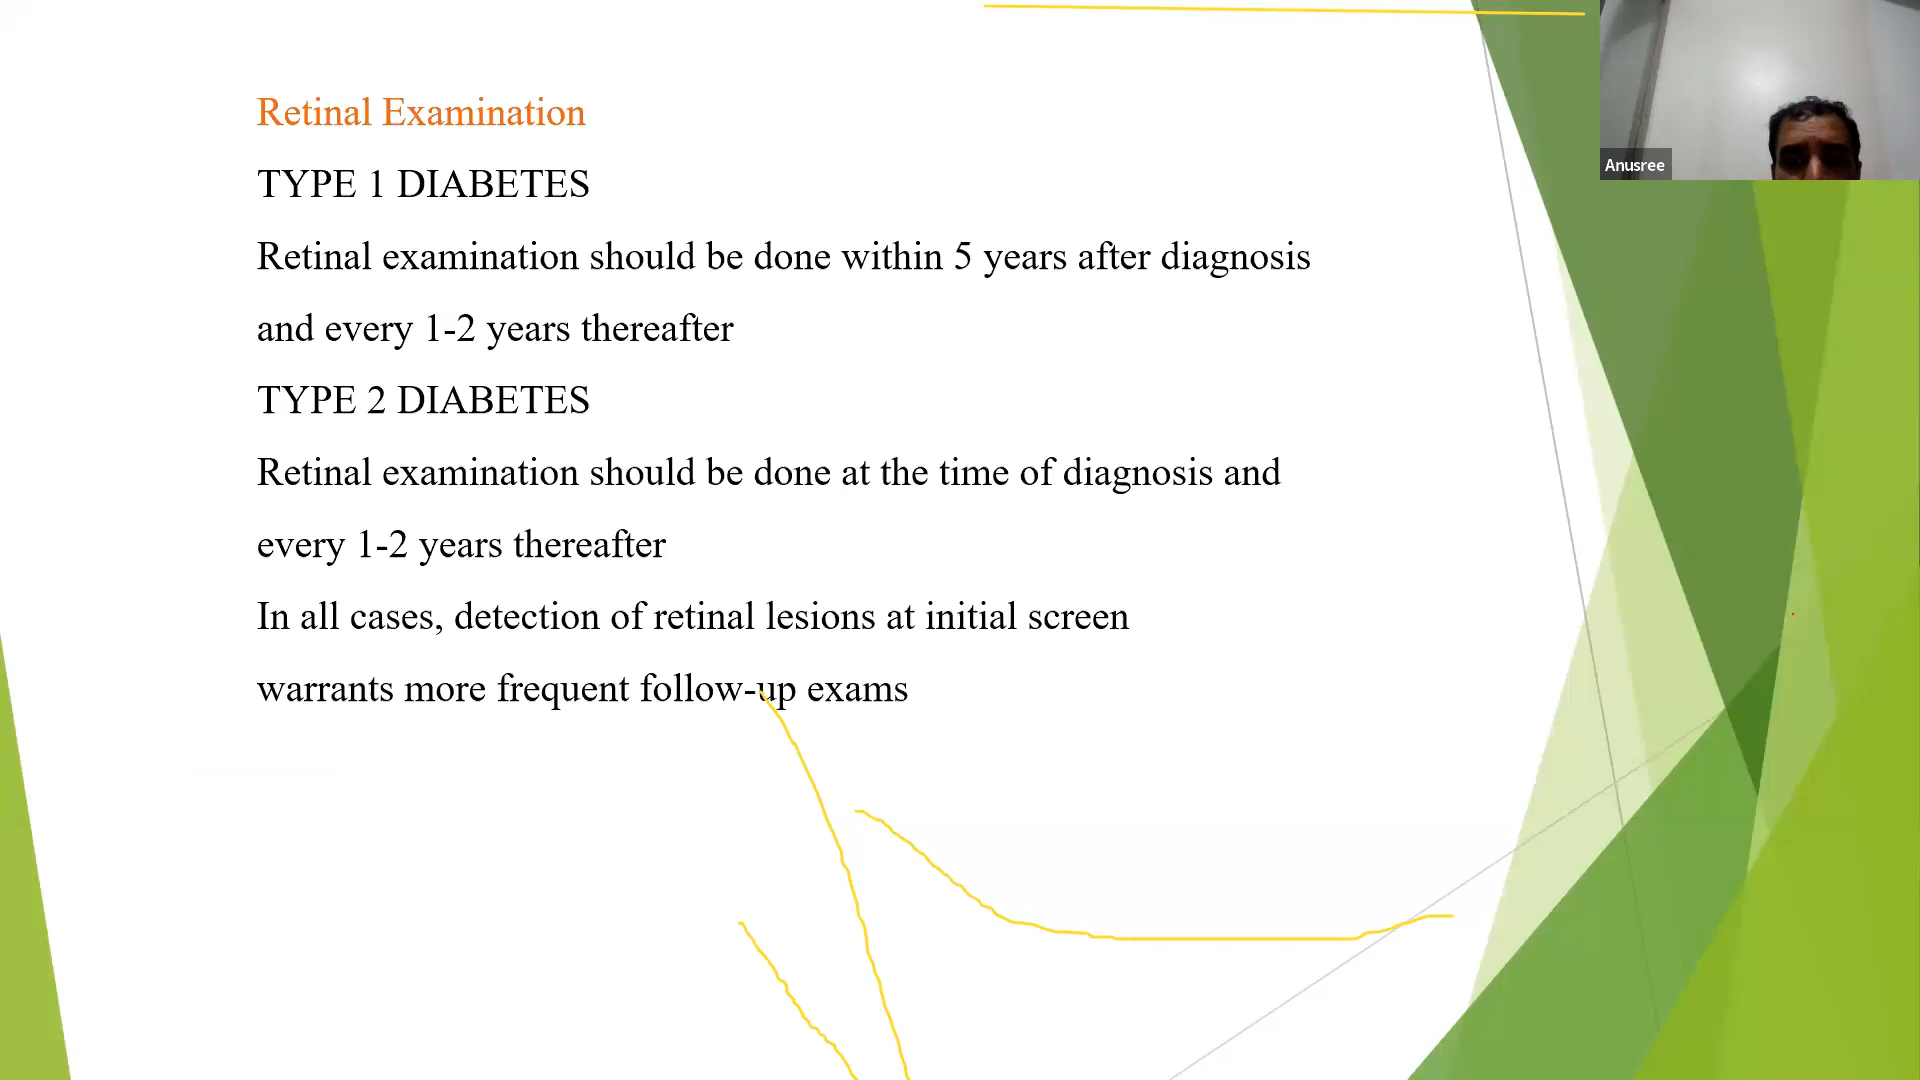 Retinal Examination
TYPE 1 DIABETES
Retinal examination should be done within 5 years after diagnosis
and every 1-2 years thereafter
TYPE 2 DIABETES
Retinal examination should be done at the time of diagnosis and
every 1-2 years thereafter
In all cases, detection of retinal lesions at initial screen
warrants more frequent follow-up exams
Anusree